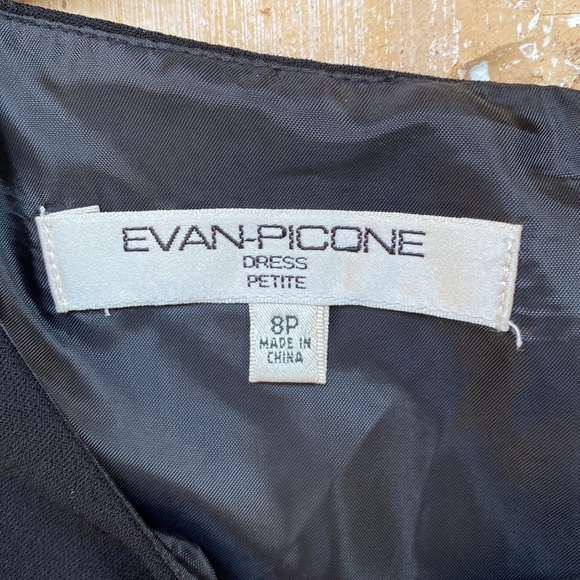 EVAN-PICONE
DRESS
PETITE
8P
MADE IN
CHINA